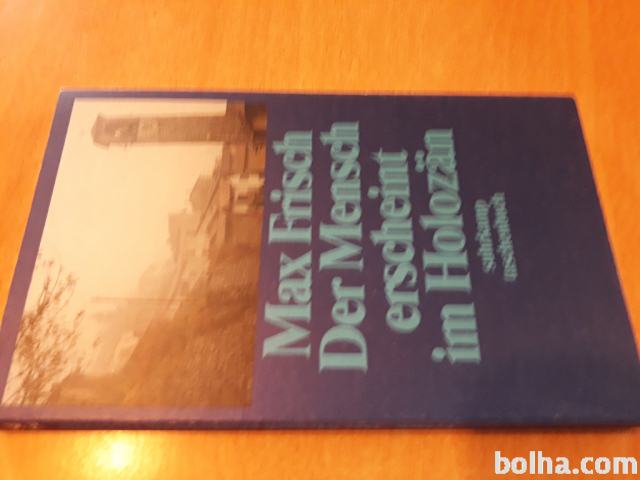 Max Frisch
Der Mensch
erscheint
im Holozän
suhrkamp
taschenbuch
bolha.com